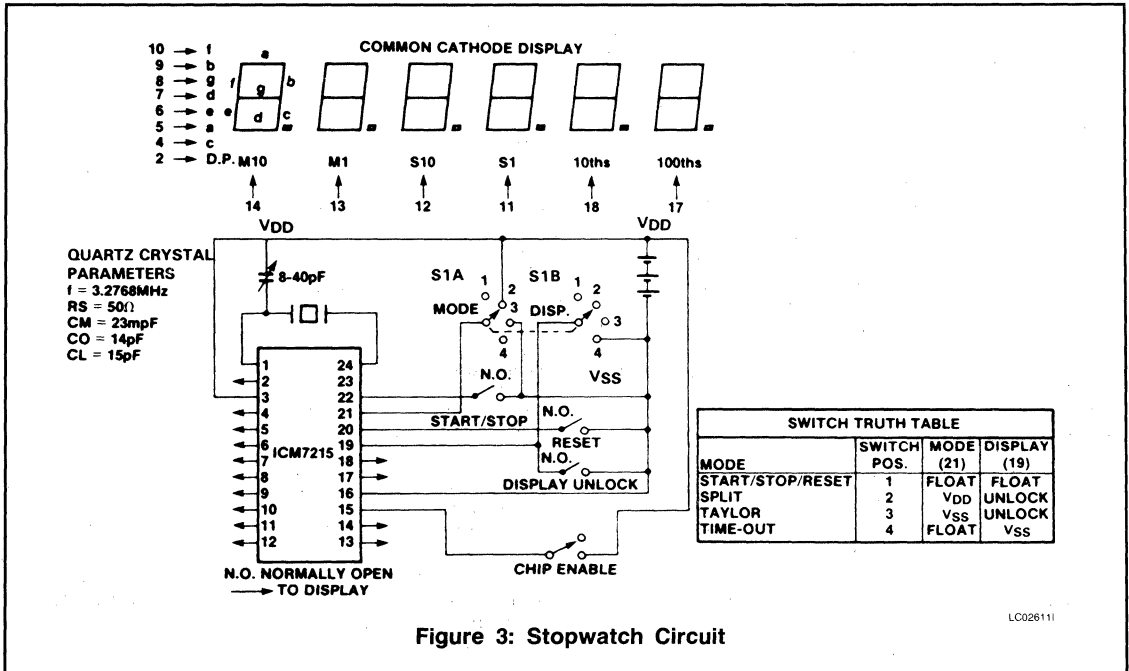 COMMON CATHODE DISPLAY
10 → f
9 → b
8 → g
7 → d
6 → e
5 → a
4 → c
2 → D.P.
a
f
b
g
e
d
c
M10 M1 S10 S1 10ths 100ths
14 13 12 11 18 17
VDD VDD
QUARTZ CRYSTAL
PARAMETERS
f = 3.2768MHz
RS = 50Ω
CM = 23mpF
CO = 14pF
CL = 15pF
8-40pF
S1A 1 2 3 4
MODE
S1B 1 2 3 4
DISP.
VSS
N.O.
START/STOP
N.O.
RESET
N.O.
DISPLAY UNLOCK
CHIP ENABLE
ICM7215
1 24
2 23
3 22
4 21
5 20
6 19
7 18
8 17
9 16
10 15
11 14
12 13
N.O. NORMALLY OPEN
→ TO DISPLAY
SWITCH TRUTH TABLE
MODE SWITCH POS. MODE (21) DISPLAY (19)
START/STOP/RESET 1 FLOAT FLOAT
SPLIT 2 VDD UNLOCK
TAYLOR 3 VSS UNLOCK
TIME-OUT 4 FLOAT VSS
LC02611I
Figure 3: Stopwatch Circuit